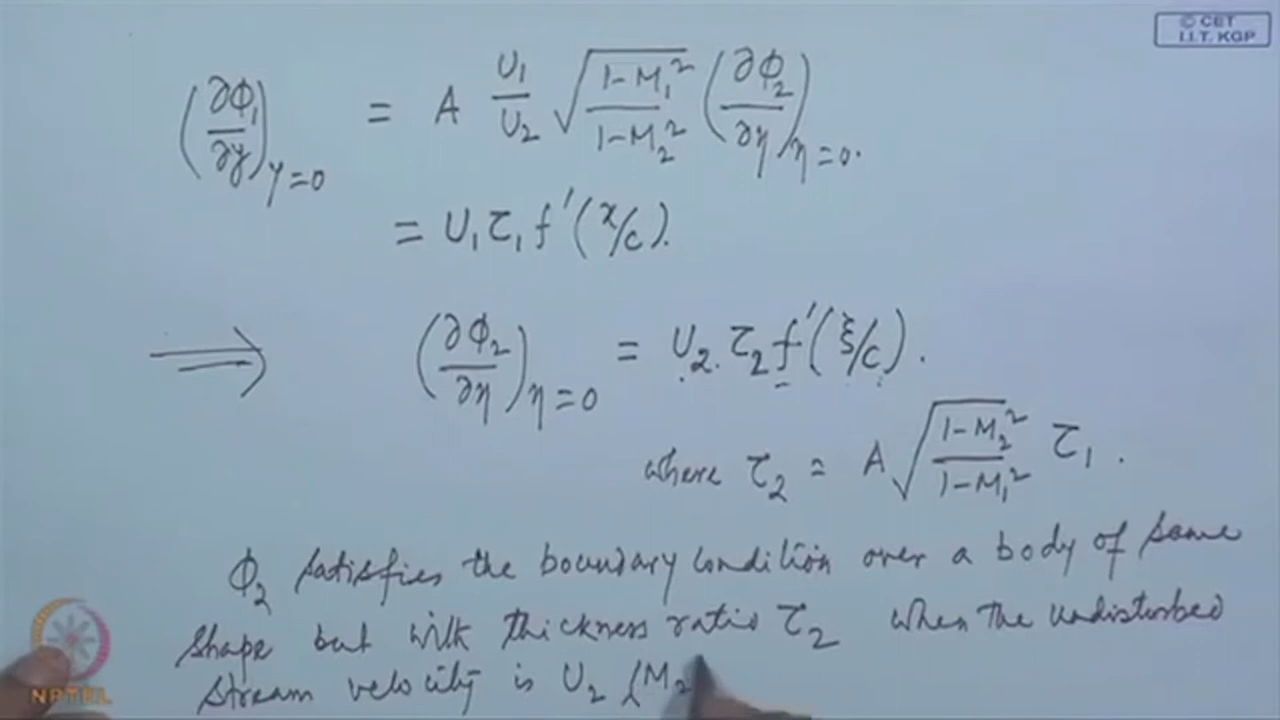 © CET
I.I.T. KGP
(∂ϕ₁/∂y)_{y=0} = A U₁/U₂ √(1-M₁²/1-M₂²) (∂ϕ₂/∂η)_{η=0}.
= U₁ τ₁ f'(x/c).
⟹ (∂ϕ₂/∂η)_{η=0} = U₂. τ₂ f'(ξ/c).
where τ₂ = A √(1-M₂²/1-M₁²) τ₁.
ϕ₂ satisfies the boundary condition over a body of same
shape but with thickness ratio τ₂ when the undisturbed
stream velocity is U₂ (M₂
NPTEL